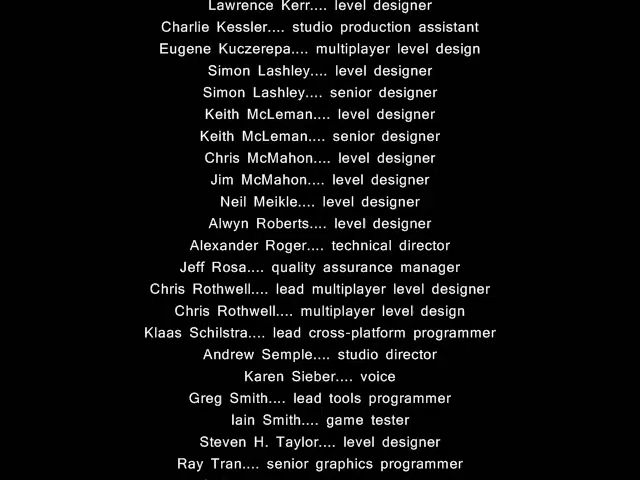 Lawrence Kerr.... level designer
Charlie Kessler.... studio production assistant
Eugene Kuczerepa.... multiplayer level design
Simon Lashley.... level designer
Simon Lashley.... senior designer
Keith McLeman.... level designer
Keith McLeman.... senior designer
Chris McMahon.... level designer
Jim McMahon.... level designer
Neil Meikle.... level designer
Alwyn Roberts.... level designer
Alexander Roger.... technical director
Jeff Rosa.... quality assurance manager
Chris Rothwell.... lead multiplayer level designer
Chris Rothwell.... multiplayer level design
Klaas Schilstra.... lead cross-platform programmer
Andrew Semple.... studio director
Karen Sieber.... voice
Greg Smith.... lead tools programmer
Iain Smith.... game tester
Steven H. Taylor.... level designer
Ray Tran.... senior graphics programmer